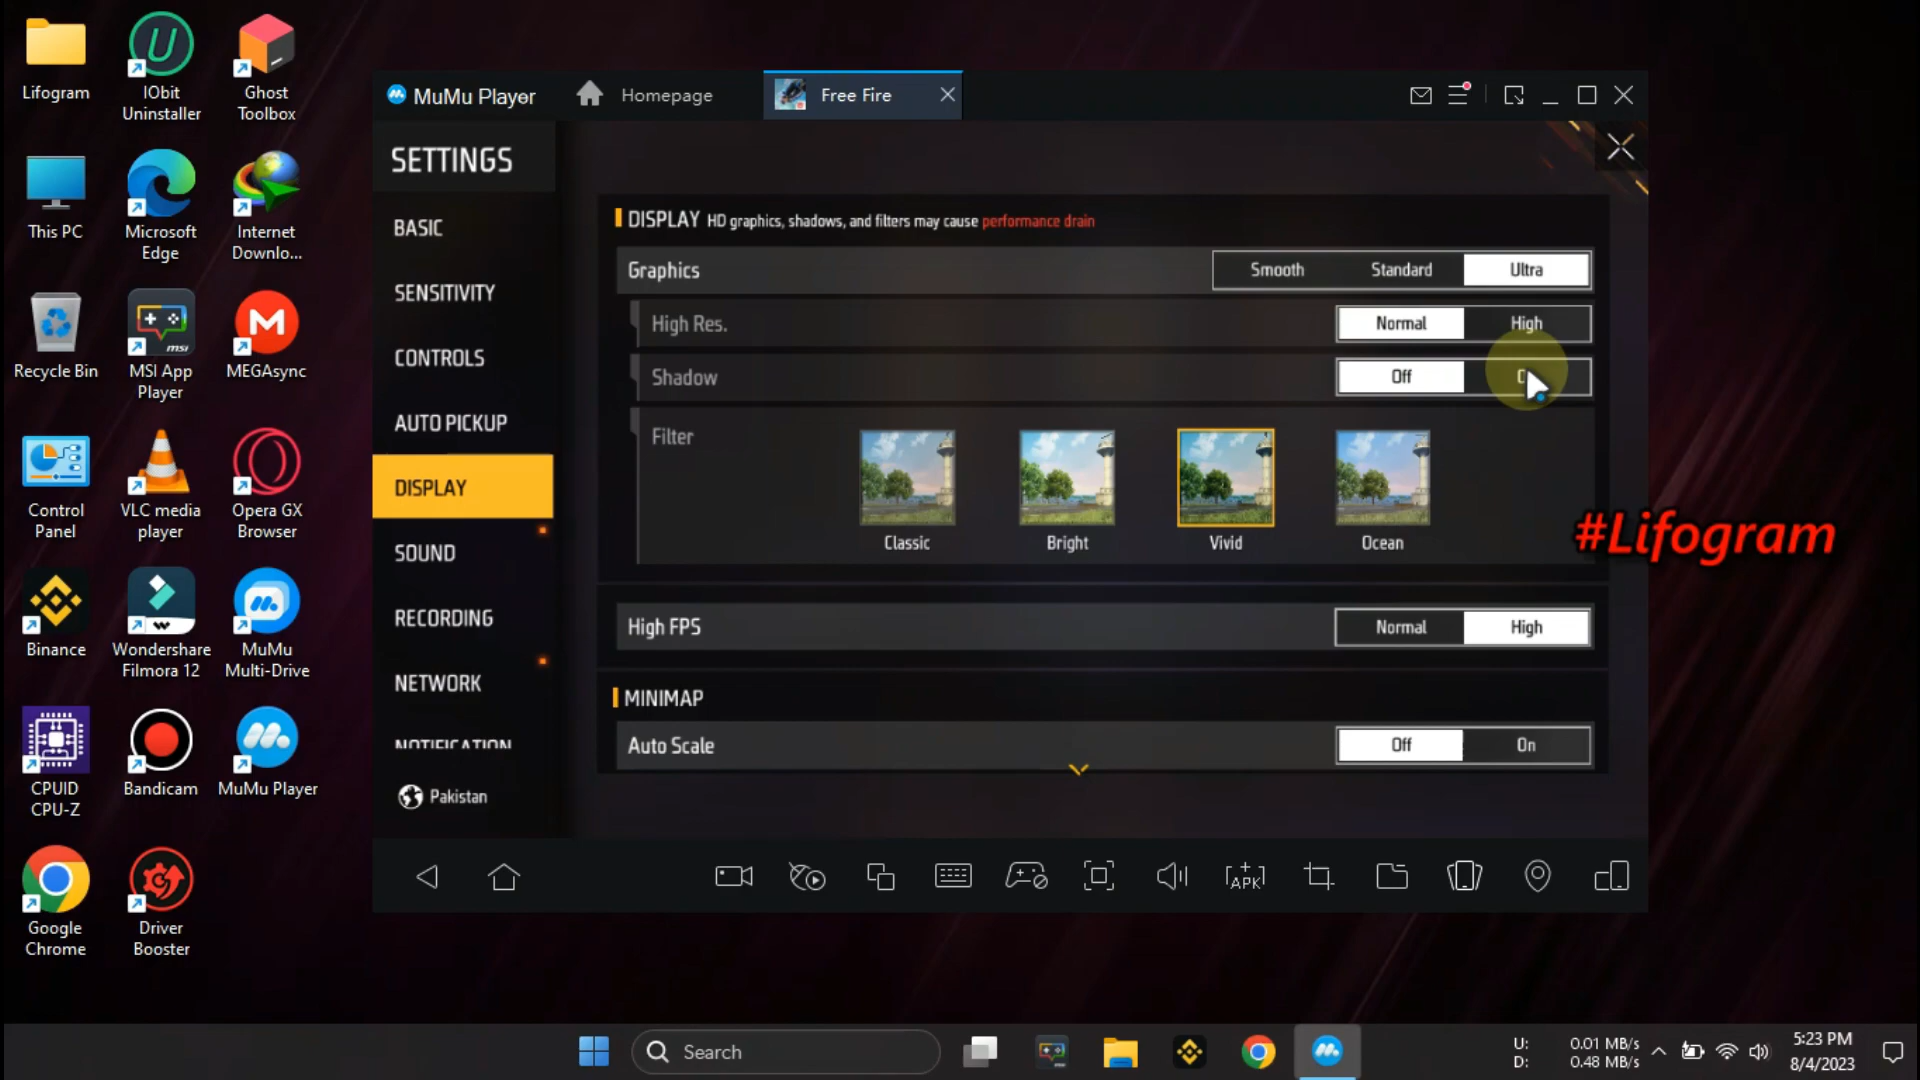 Lifogram
IObit
Uninstaller
Ghost
Toolbox
This PC
Microsoft
Edge
Internet
Downlo...
Recycle Bin
msi
MSI App
Player
MEGAsync
Control
Panel
VLC media
player
Opera GX
Browser
Binance
Wondershare
Filmora 12
MuMu
Multi-Drive
CPUID
CPU-Z
Bandicam
MuMu Player
Google
Chrome
Driver
Booster
MuMu Player
Homepage
Free Fire
SETTINGS
BASIC
SENSITIVITY
CONTROLS
AUTO PICKUP
DISPLAY
SOUND
RECORDING
NETWORK
NOTIFICATION
Pakistan
DISPLAY HD graphics, shadows, and filters may cause performance drain
Graphics Smooth Standard Ultra
High Res. Normal High
Shadow Off
Filter
Classic Bright Vivid Ocean
High FPS Normal High
MINIMAP
Auto Scale Off On
APK
#Lifogram
Search
U: 0.01 MB/s
D: 0.48 MB/s
5:23 PM
8/4/2023